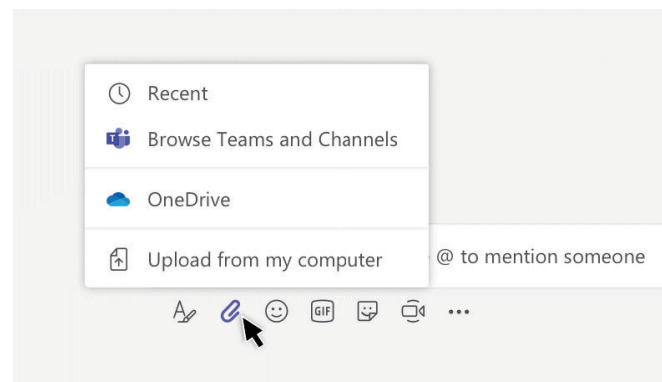 Recent
Browse Teams and Channels
OneDrive
Upload from my computer
@ to mention someone
GIF